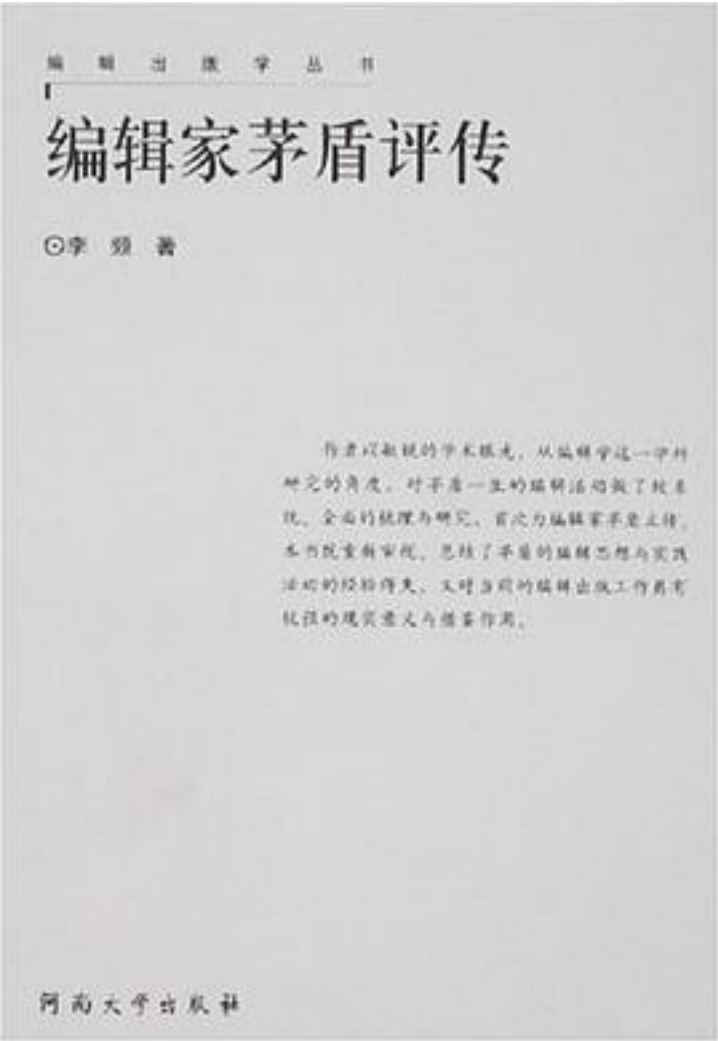 编辑出版学丛书
编辑家茅盾评传
⊙李 频 著
作者以敏锐的学术眼光，从编辑学这一学科
研究的角度，对茅盾一生的编辑活动做了较系
统、全面的梳理与研究，首次为编辑家茅盾立传。
本书既重新审视、总结了茅盾的编辑思想与实践
活动的经验得失，又对当前的编辑出版工作具有
积极的现实意义与借鉴作用。
河南大学出版社